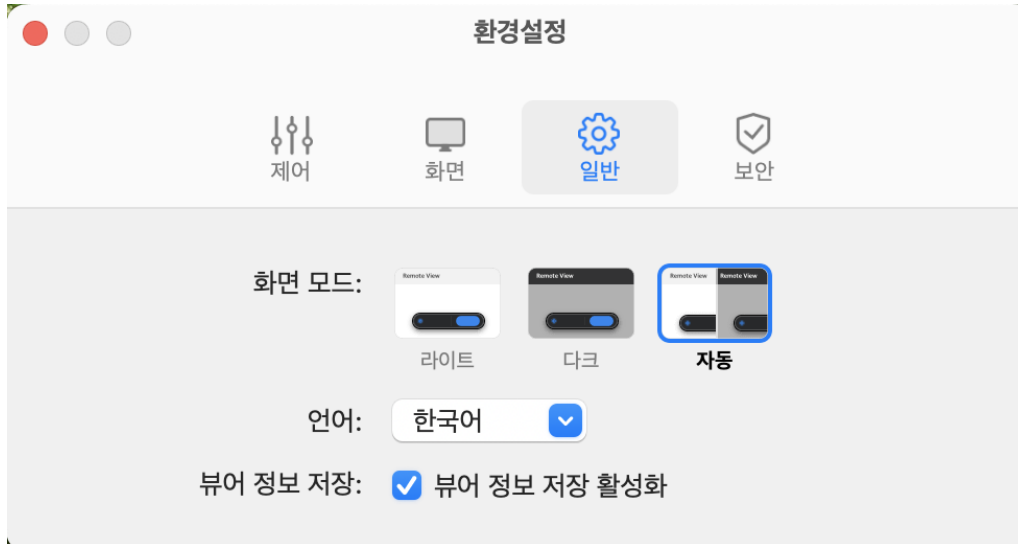 환경설정
제어 화면 일반 보안
화면 모드:
Remote View Remote View Remote View Remote View
라이트 다크 자동
언어: 한국어
뷰어 정보 저장: 뷰어 정보 저장 활성화